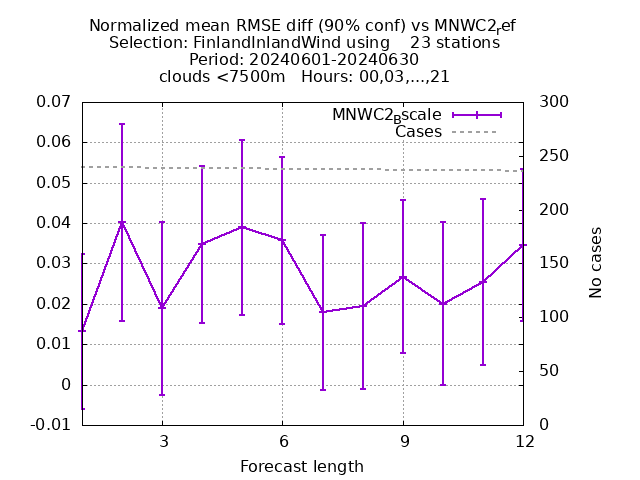 Normalized mean RMSE diff (90% conf) vs MNWC2ref
Selection: FinlandInlandWind using    23 stations
Period: 20240601-20240630
clouds <7500m   Hours: 00,03,...,21
MNWC2Bscale
Cases
0.07
0.06
0.05
0.04
0.03
0.02
0.01
0
-0.01
300
250
200
150
100
50
0
No cases
3 6 9 12
Forecast length